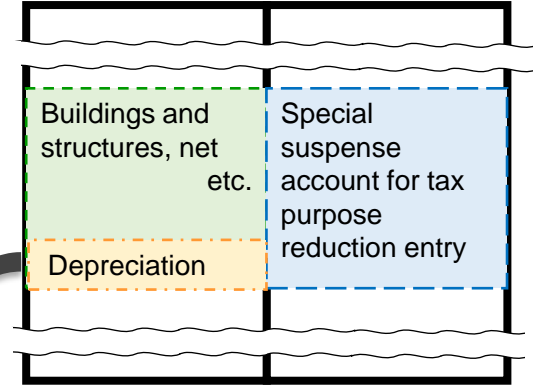 Buildings and
structures, net
etc.
Depreciation
Special
suspense
account for tax
purpose
reduction entry